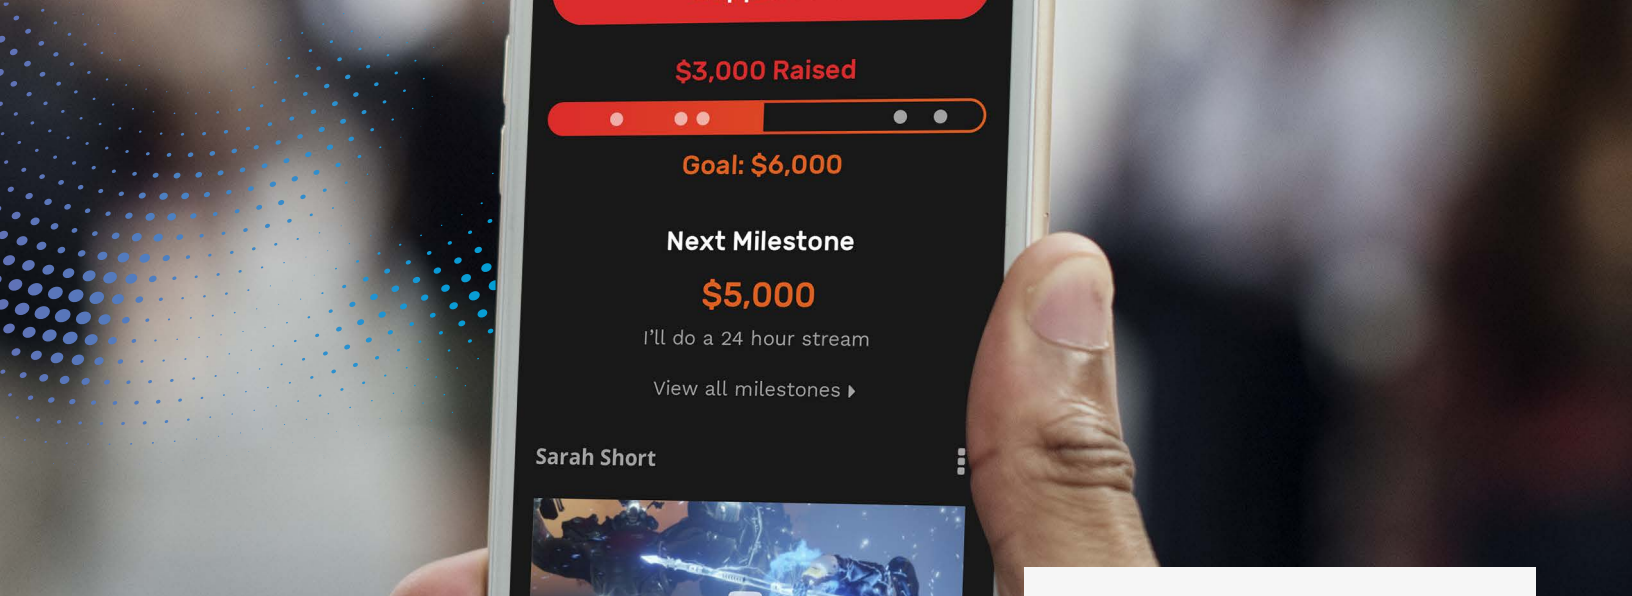 $3,000 Raised
Goal: $6,000
Next Milestone
$5,000
I'll do a 24 hour stream
View all milestones
Sarah Short